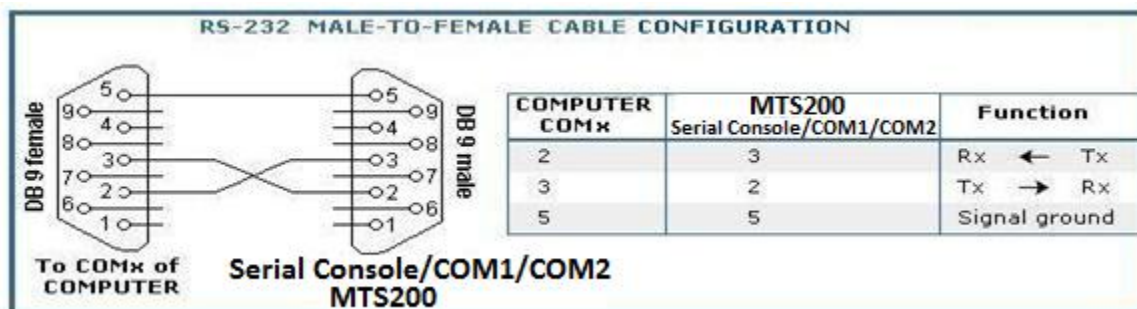 RS-232 MALE-TO-FEMALE CABLE CONFIGURATION
DB 9 female
5
9
4
8
3
7
2
6
1
To COMx of
COMPUTER
5
9
4
8
3
7
2
6
1
DB 9 male
Serial Console/COM1/COM2
MTS200
COMPUTER COMx MTS200 Serial Console/COM1/COM2 Function
2 3 Rx ← Tx
3 2 Tx → Rx
5 5 Signal ground